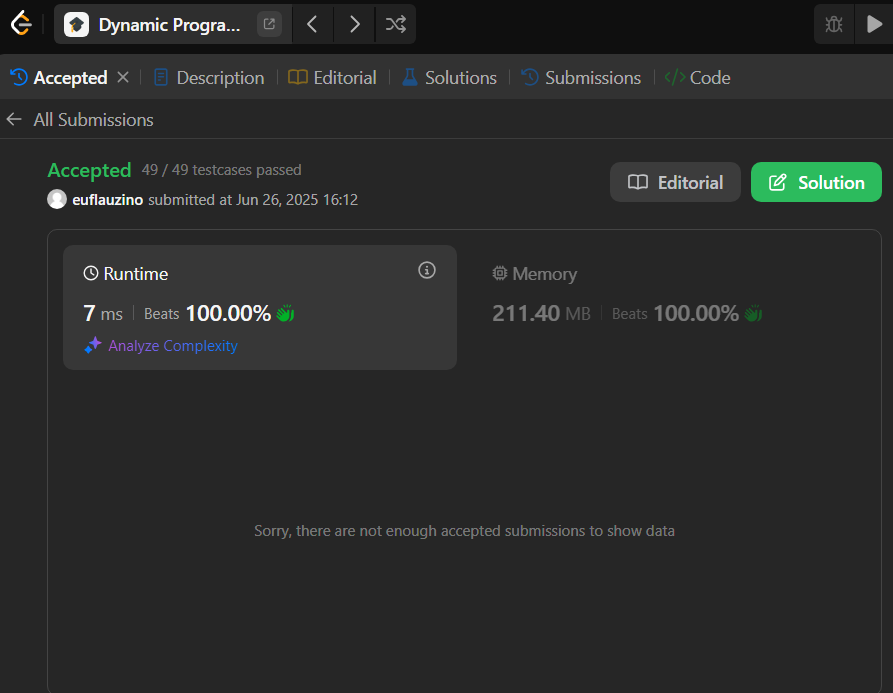 Dynamic Progra...
Accepted Description Editorial Solutions Submissions Code
All Submissions
Accepted 49 / 49 testcases passed
euflauzino submitted at Jun 26, 2025 16:12
Editorial Solution
Runtime
7 ms Beats 100.00%
Analyze Complexity
Memory
211.40 MB Beats 100.00%
Sorry, there are not enough accepted submissions to show data